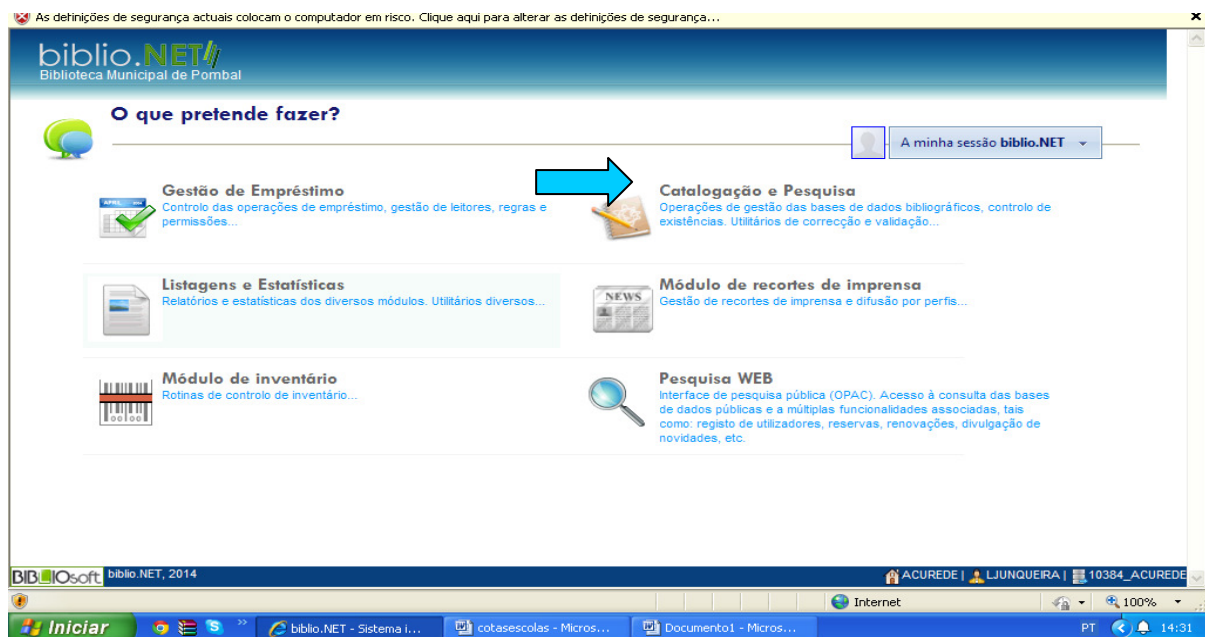 As definições de segurança actuais colocam o computador em risco. Clique aqui para alterar as definições de segurança...
biblio.NET
Biblioteca Municipal de Pombal
O que pretende fazer?
A minha sessão biblio.NET
Gestão de Empréstimo
Controlo das operações de empréstimo, gestão de leitores, regras e
permissões...
Catalogação e Pesquisa
Operações de gestão das bases de dados bibliográficos, controlo de
existências. Utilitários de correcção e validação...
Listagens e Estatísticas
Relatórios e estatísticas dos diversos módulos. Utilitários diversos...
NEWS
Módulo de recortes de imprensa
Gestão de recortes de imprensa e difusão por perfis...
Módulo de inventário
Rotinas de controlo de inventário...
Pesquisa WEB
Interface de pesquisa pública (OPAC). Acesso à consulta das bases
de dados públicas e a múltiplas funcionalidades associadas, tais
como: registo de utilizadores, reservas, renovações, divulgação de
novidades, etc.
BIBLIOsoft biblio.NET, 2014
ACUREDE | LJUNQUEIRA | 10384_ACUREDE
Internet
100%
Iniciar
biblio.NET - Sistema i...
cotasescolas - Micros...
Documento1 - Micros...
PT
14:31